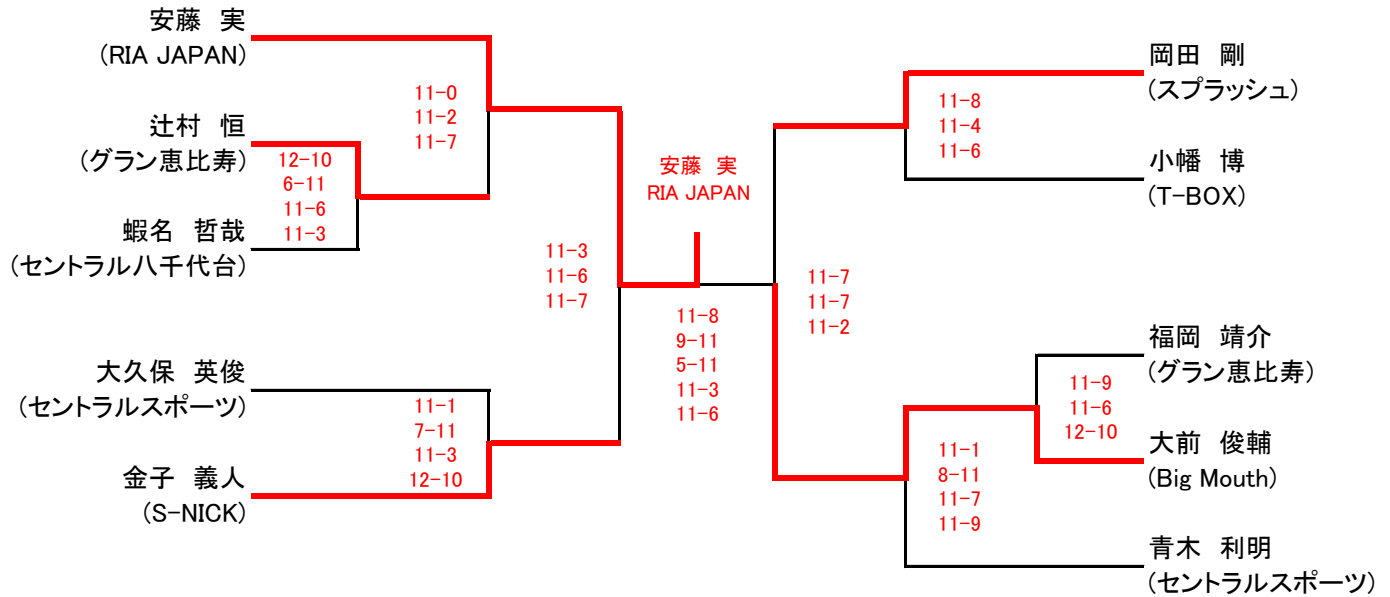 安藤　実
(RIA JAPAN)
辻村　恒
(グラン恵比寿)
蝦名　哲哉
(セントラル八千代台)
大久保　英俊
(セントラルスポーツ)
金子　義人
(S-NICK)
12-10
6-11
11-6
11-3
11-0
11-2
11-7
11-1
7-11
11-3
12-10
11-3
11-6
11-7
安藤　実
RIA JAPAN
11-8
9-11
5-11
11-3
11-6
11-7
11-7
11-2
11-8
11-4
11-6
11-1
8-11
11-7
11-9
11-9
11-6
12-10
岡田　剛
(スプラッシュ)
小幡　博
(T-BOX)
福岡　靖介
(グラン恵比寿)
大前　俊輔
(Big Mouth)
青木　利明
(セントラルスポーツ)